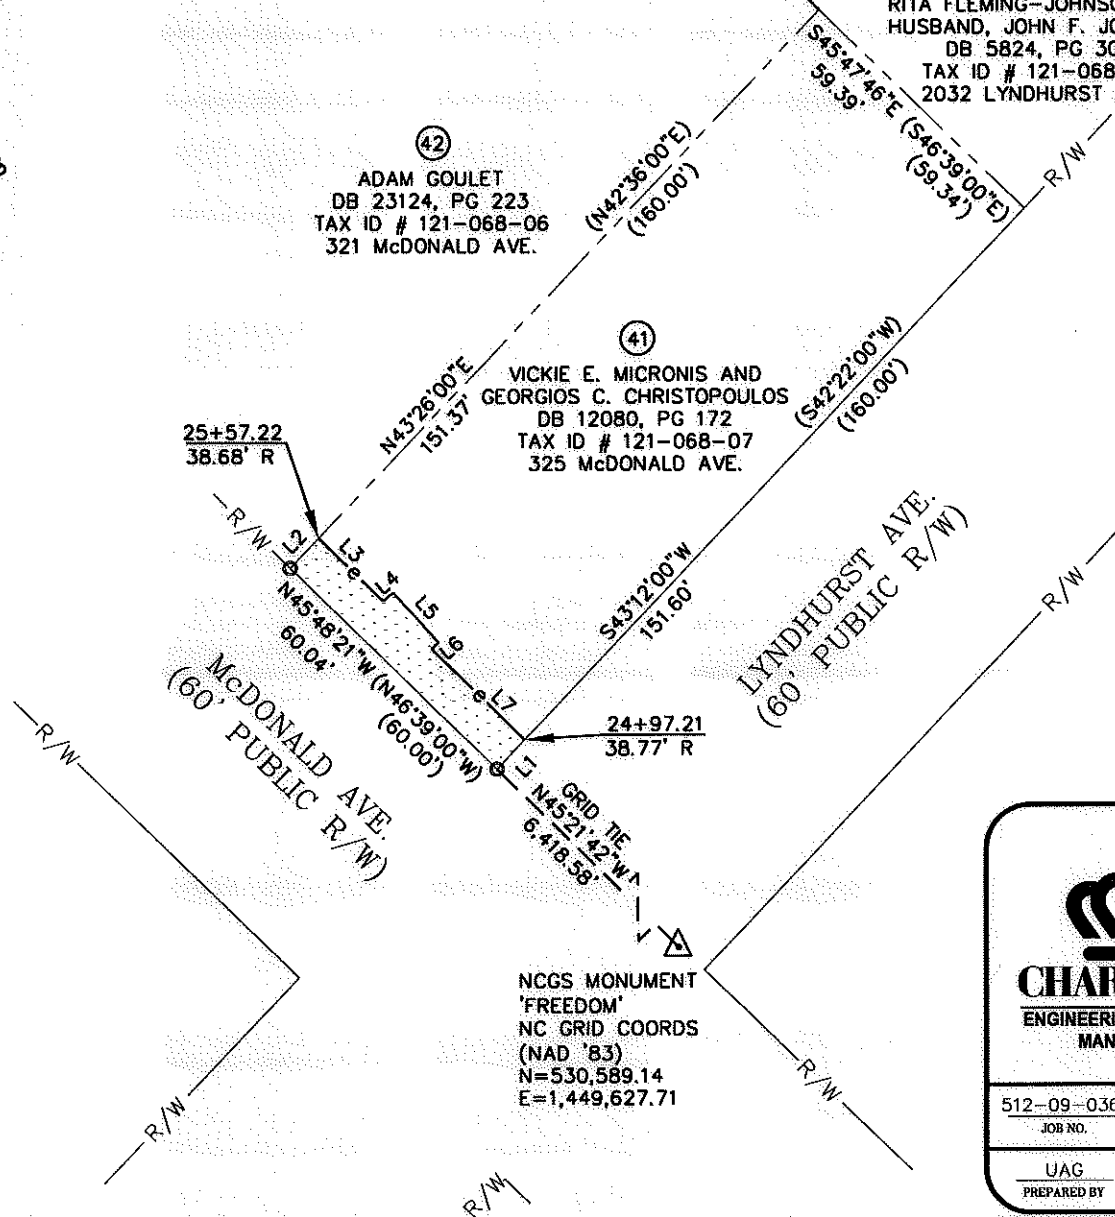 RITA FLEMING-JOHNSO
HUSBAND, JOHN F. JO
DB 5824, PG 30
TAX ID # 121-068
2032 LYNDHURST
S45°47'46"E (S46°39'00"E)
59.39' (59.34')
R/W
42
ADAM GOULET
DB 23124, PG 223
TAX ID # 121-068-06
321 McDONALD AVE.
(N42°36'00"E)
(160.00')
41
VICKIE E. MICRONIS AND
GEORGIOS C. CHRISTOPOULOS
DB 12080, PG 172
TAX ID # 121-068-07
325 McDONALD AVE.
(S42°22'00"W)
(160.00')
N43°26'00"E
151.37'
25+57.22
38.68' R
R/W
L2
L3
e
L4
L5
L6
e
L7
L1
S43°12'00"W
151.60'
LYNDHURST AVE.
(60' PUBLIC R/W)
R/W
N45°48'21"W (N46°39'00"W)
60.04' (60.00')
McDONALD AVE.
(60' PUBLIC R/W)
R/W
24+97.21
38.77' R
GRID TIE
N45°21'42"W
6,418.58'
NCGS MONUMENT
'FREEDOM'
NC GRID COORDS
(NAD '83)
N=530,589.14
E=1,449,627.71
R/W
R/W
R/W
CHAR
ENGINEERI
MAN
512-09-036
JOB NO.
UAG
PREPARED BY